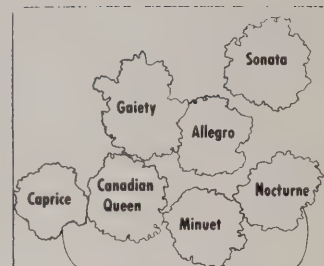 Sonata
Gaiety
Allegro
Caprice
Canadian
Queen
Nocturne
Minuet